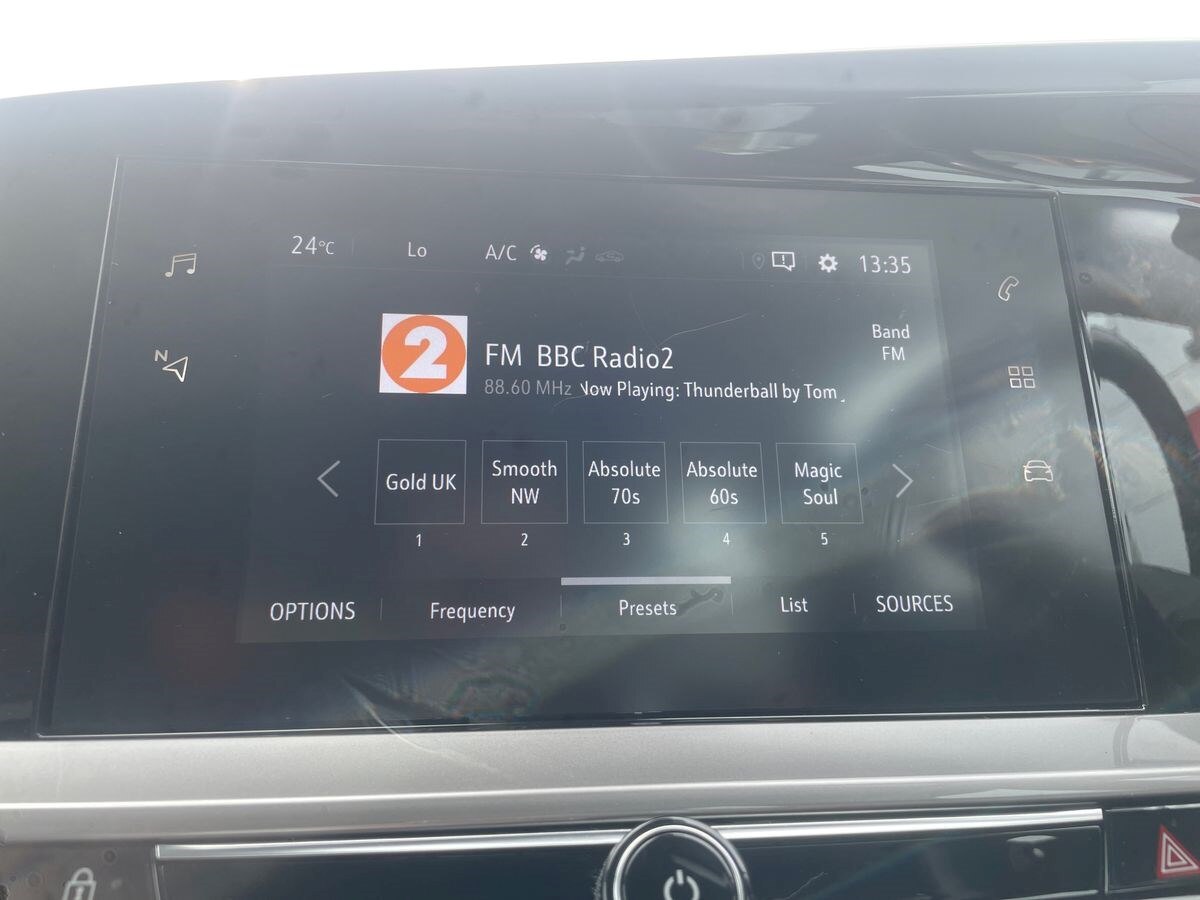 24°C Lo A/C 13:35
N
2
FM BBC Radio2
88.60 MHz Now Playing: Thunderball by Tom
Band
FM
Gold UK
Smooth
NW
Absolute
70s
Absolute
60s
Magic
Soul
1 2 3 4 5
OPTIONS Frequency Presets List SOURCES